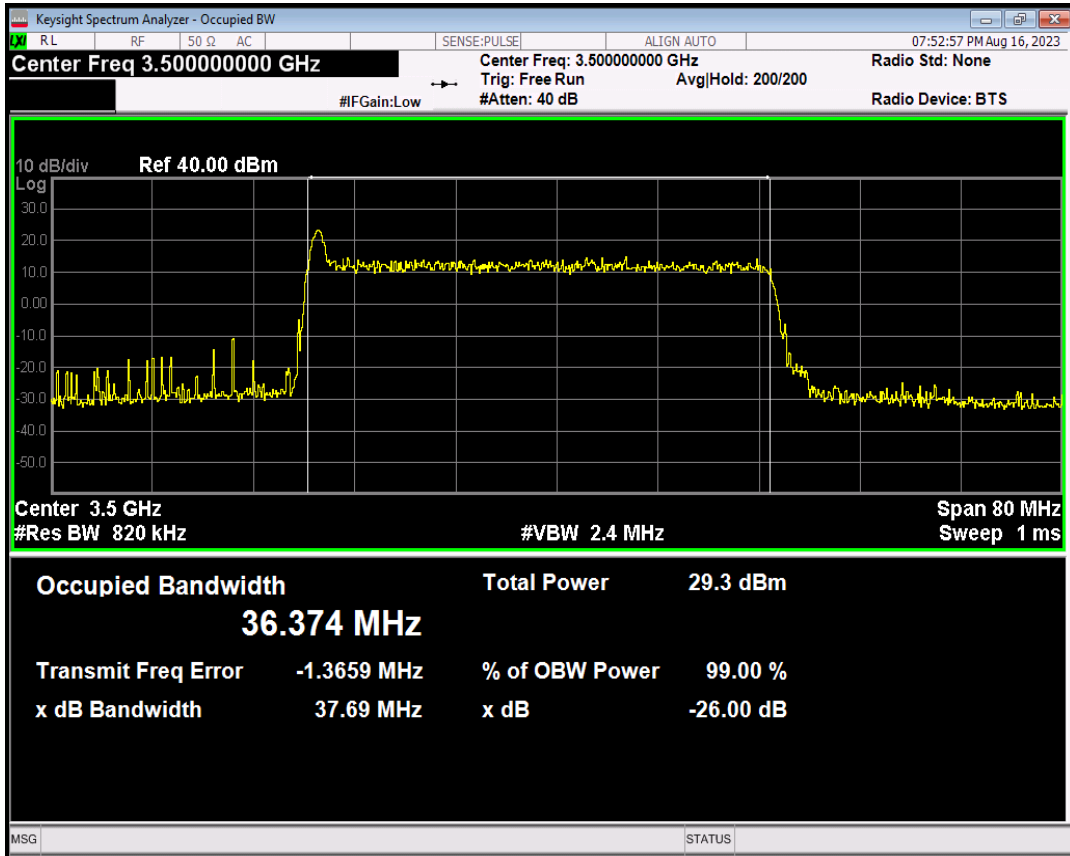 Keysight Spectrum Analyzer - Occupied BW
LXI RL RF 50 Ω AC SENSE:PULSE ALIGN AUTO 07:52:57 PM Aug 16, 2023
Center Freq 3.500000000 GHz Center Freq: 3.500000000 GHz Radio Std: None
Trig: Free Run Avg|Hold: 200/200
#IFGain:Low #Atten: 40 dB Radio Device: BTS
10 dB/div Ref 40.00 dBm
Log
30.0
20.0
10.0
0.00
-10.0
-20.0
-30.0
-40.0
-50.0
Center 3.5 GHz Span 80 MHz
#Res BW 820 kHz #VBW 2.4 MHz Sweep 1 ms
Occupied Bandwidth Total Power 29.3 dBm
36.374 MHz
Transmit Freq Error -1.3659 MHz % of OBW Power 99.00 %
x dB Bandwidth 37.69 MHz x dB -26.00 dB
MSG STATUS